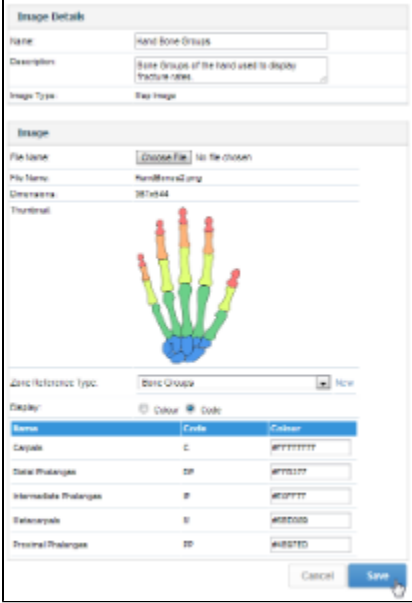 Image Details
Name: Hand Bone Groups
Description: Bone Groups of the hand used to display
fracture rates.
Image Type: Map Image
Image
File Name: Choose File No file chosen
File Name: HandBones2.png
Dimensions:
Thumbnail:
Zone Reference Type: Bone Groups New
Display: Colour Code
Name Code Colour
Carpals C
Distal Phalanges DP
Intermediate Phalanges IP
Metacarpals M
Proximal Phalanges PP
Cancel Save